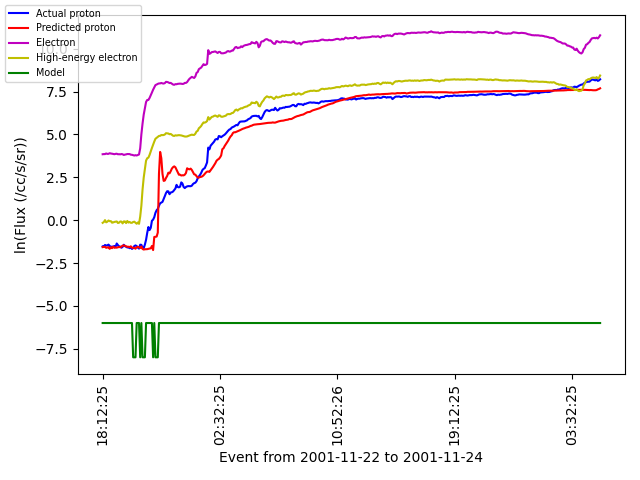 Actual proton
Predicted proton
Electron
High-energy electron
Model
10.0
7.5
5.0
2.5
0.0
−2.5
−5.0
−7.5
ln(Flux (/cc/s/sr))
18:12:25
02:32:25
10:52:26
19:12:25
03:32:25
Event from 2001-11-22 to 2001-11-24